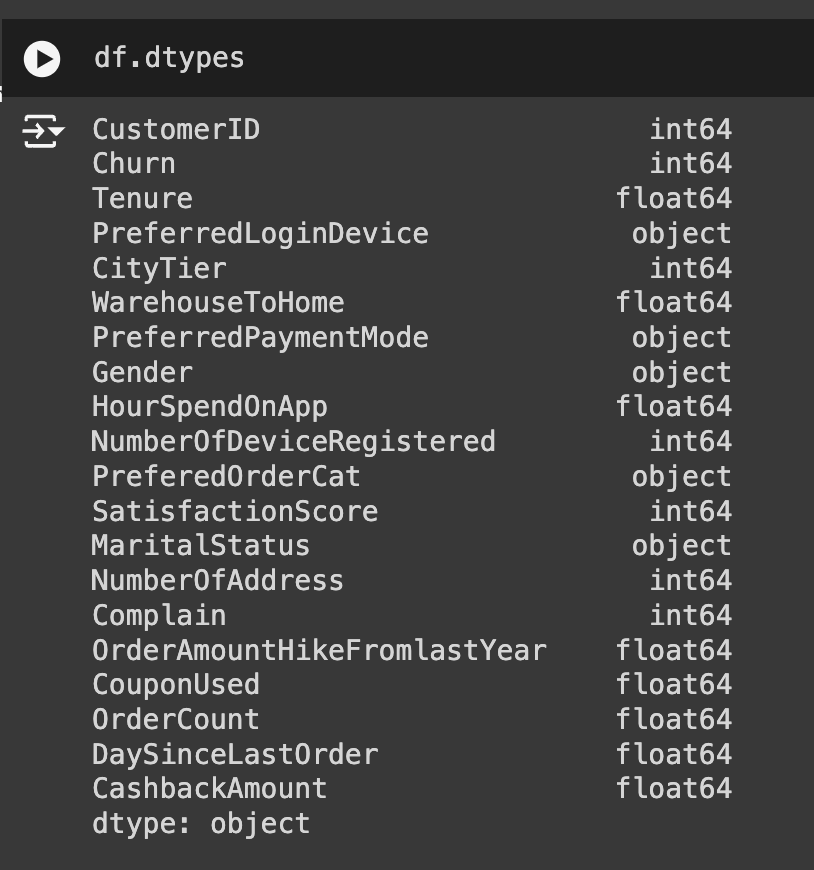 df.dtypes
CustomerID int64
Churn int64
Tenure float64
PreferredLoginDevice object
CityTier int64
WarehouseToHome float64
PreferredPaymentMode object
Gender object
HourSpendOnApp float64
NumberOfDeviceRegistered int64
PreferedOrderCat object
SatisfactionScore int64
MaritalStatus object
NumberOfAddress int64
Complain int64
OrderAmountHikeFromlastYear float64
CouponUsed float64
OrderCount float64
DaySinceLastOrder float64
CashbackAmount float64
dtype: object